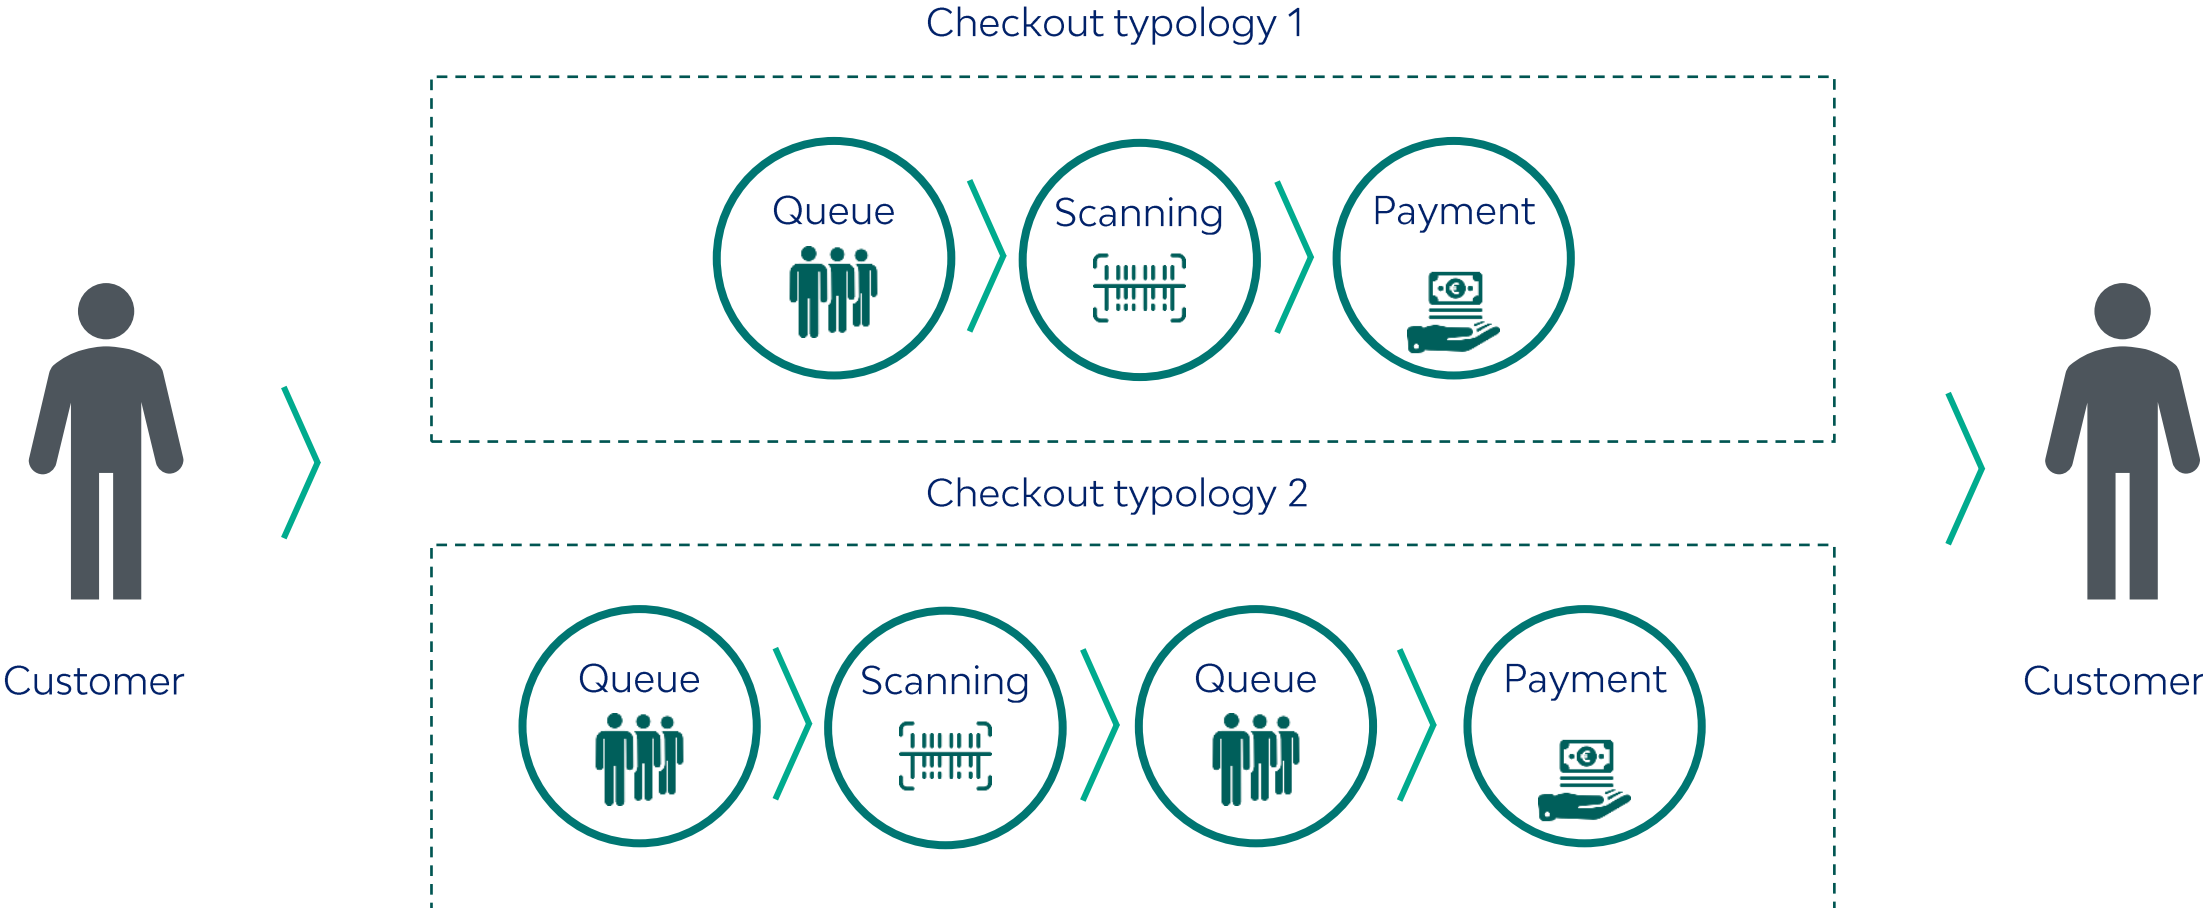 Checkout typology 1
Queue
Scanning
Payment
Checkout typology 2
Queue
Scanning
Queue
Payment
Customer
Customer